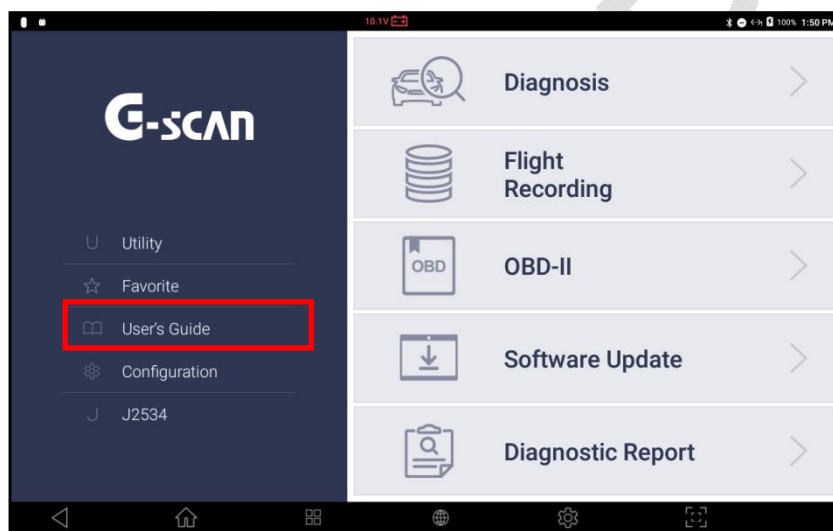 10.1V
100% 1:50 PM
G-scan
U Utility
Favorite
User's Guide
Configuration
J J2534
Diagnosis
Flight
Recording
OBD
OBD-II
Software Update
Diagnostic Report